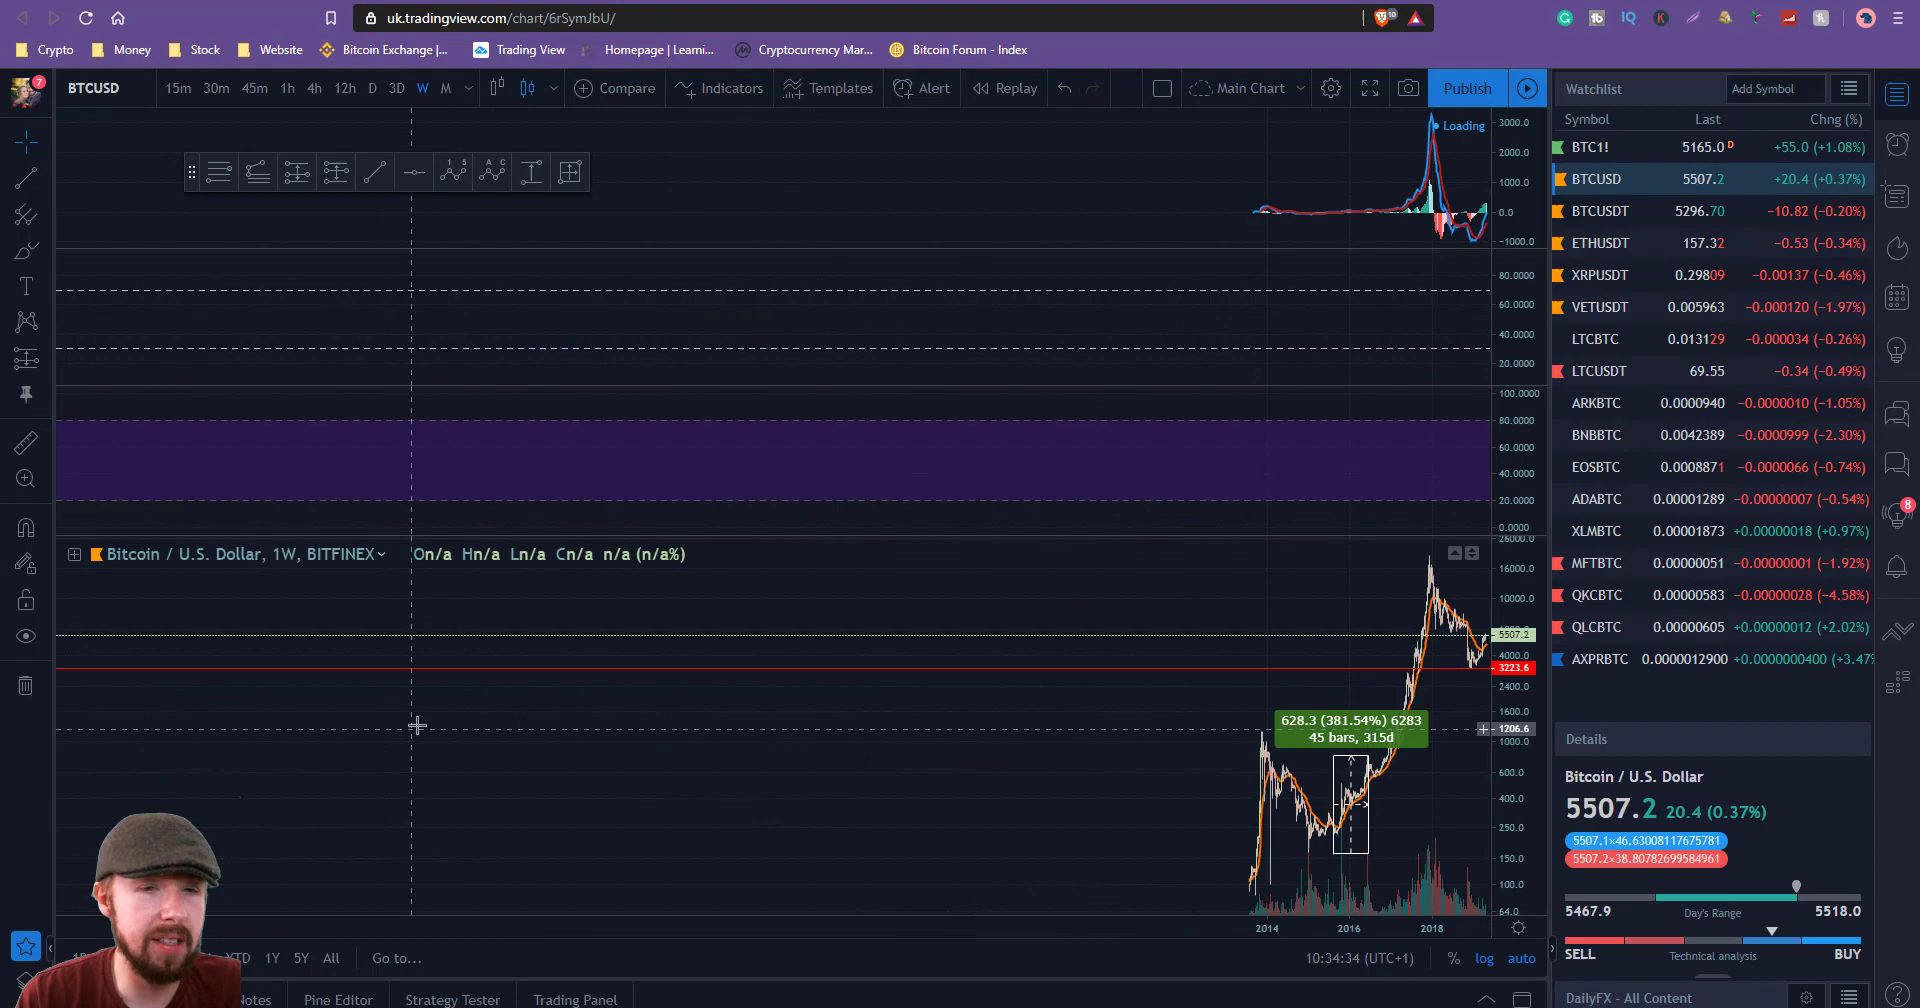 uk.tradingview.com/chart/6rSymJbU/
10
Crypto
Money
Stock
Website
Bitcoin Exchange |...
Trading View
Homepage | Learni...
Cryptocurrency Mar...
Bitcoin Forum - Index
7
BTCUSD
15m 30m 45m 1h 4h 12h D 3D W M
Compare
Indicators
Templates
Alert
Replay
Main Chart
Publish
Watchlist
Add Symbol
Symbol Last Chng (%)
BTC1! 5165.0 D +55.0 (+1.08%)
BTCUSD 5507.2 +20.4 (+0.37%)
BTCUSDT 5296.70 −10.82 (−0.20%)
ETHUSDT 157.32 −0.53 (−0.34%)
XRPUSDT 0.29809 −0.00137 (−0.46%)
VETUSDT 0.005963 −0.000120 (−1.97%)
LTCBTC 0.013129 −0.000034 (−0.26%)
LTCUSDT 69.55 −0.34 (−0.49%)
ARKBTC 0.0000940 −0.0000010 (−1.05%)
BNBBTC 0.0042389 −0.0000999 (−2.30%)
EOSBTC 0.0008871 −0.0000066 (−0.74%)
ADABTC 0.00001289 −0.00000007 (−0.54%)
XLMBTC 0.00001873 +0.00000018 (+0.97%)
MFTBTC 0.00000051 −0.00000001 (−1.92%)
QKCBTC 0.00000583 −0.00000028 (−4.58%)
QLCBTC 0.00000605 +0.00000012 (+2.02%)
AXPRBTC 0.0000012900 +0.0000000400 (+3.47%
8
Loading
3000.0
2000.0
1000.0
0.0
−1000.0
80.0000
60.0000
40.0000
20.0000
100.0000
80.0000
60.0000
40.0000
20.0000
0.0000
Bitcoin / U.S. Dollar, 1W, BITFINEX
On/a Hn/a Ln/a Cn/a n/a (n/a%)
26000.0
16000.0
10000.0
5507.2
4000.0
3223.6
2400.0
1600.0
1206.6
1000.0
600.0
400.0
250.0
150.0
100.0
64.0
628.3 (381.54%) 6283
45 bars, 315d
2014 2016 2018
YTD 1Y 5Y All
Go to...
10:34:34 (UTC+1)
% log auto
Pine Editor
Strategy Tester
Trading Panel
Details
Bitcoin / U.S. Dollar
5507.2 20.4 (0.37%)
5507.1×46.63008117675781
5507.2×38.80782699584961
5467.9 Day's Range 5518.0
SELL Technical analysis BUY
DailyFX - All Content